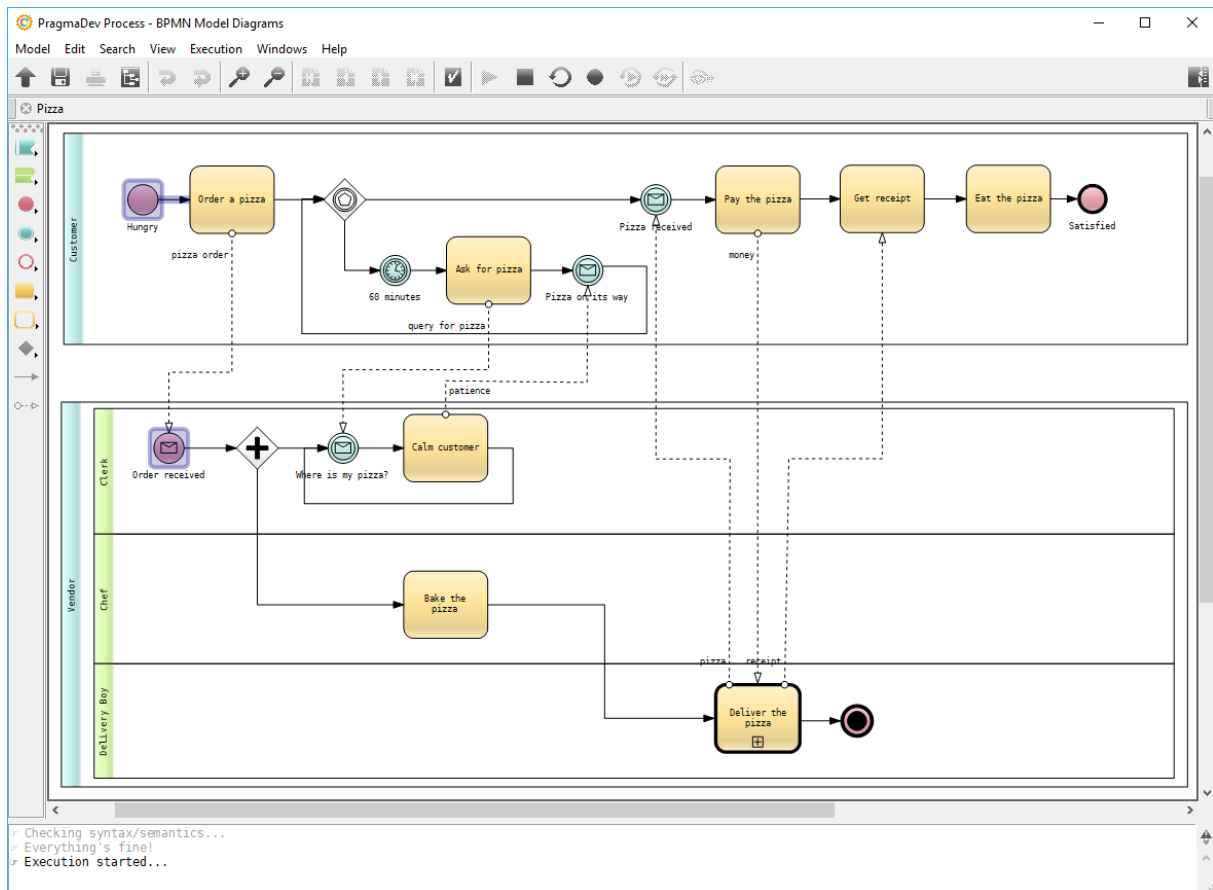 PragmaDev Process - BPMN Model Diagrams
Model Edit Search View Execution Windows Help
Pizza
Customer
Hungry
Order a pizza
pizza order
60 minutes
Ask for pizza
query for pizza
Pizza on its way
Pizza received
Pay the pizza
money
Get receipt
Eat the pizza
Satisfied
patience
Vendor
Clerk
Order received
Where is my pizza?
Calm customer
Chef
Bake the
pizza
Delivery Boy
pizza
receipt
Deliver the
pizza
Checking syntax/semantics...
Everything's fine!
Execution started...